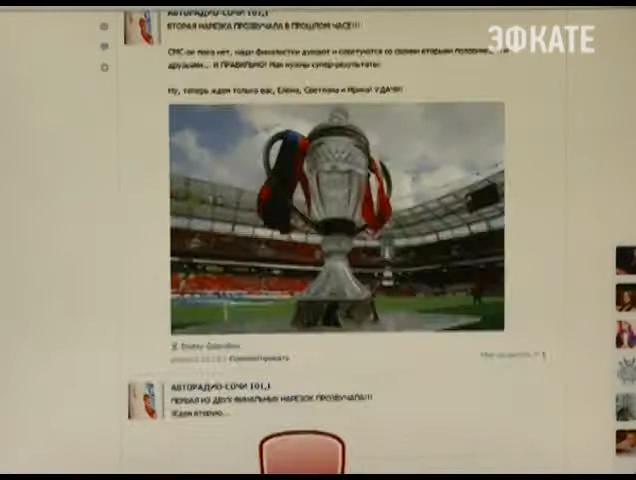 АВТОРАДИО-СОЧИ 101,1
ЭФКАТЕ
ВТОРАЯ НАРЕЗКА ПРОЗВУЧАЛА В ПРОШЛОМ ЧАСЕ!!!
СМС-ок пока нет, наши финалистки думают и советуются со своими вторыми
друзьями... И ПРАВИЛЬНО! Нам нужны супер-результаты!
Ну, теперь ждем только вас, Елена, Светлана и Ирина! УДАЧИ!
Комментировать
АВТОРАДИО-СОЧИ 101,1
ПЕРВАЯ ИЗ ДВУХ ФИНАЛЬНЫХ НАРЕЗОК ПРОЗВУЧАЛА!!!
Ждем вторую...